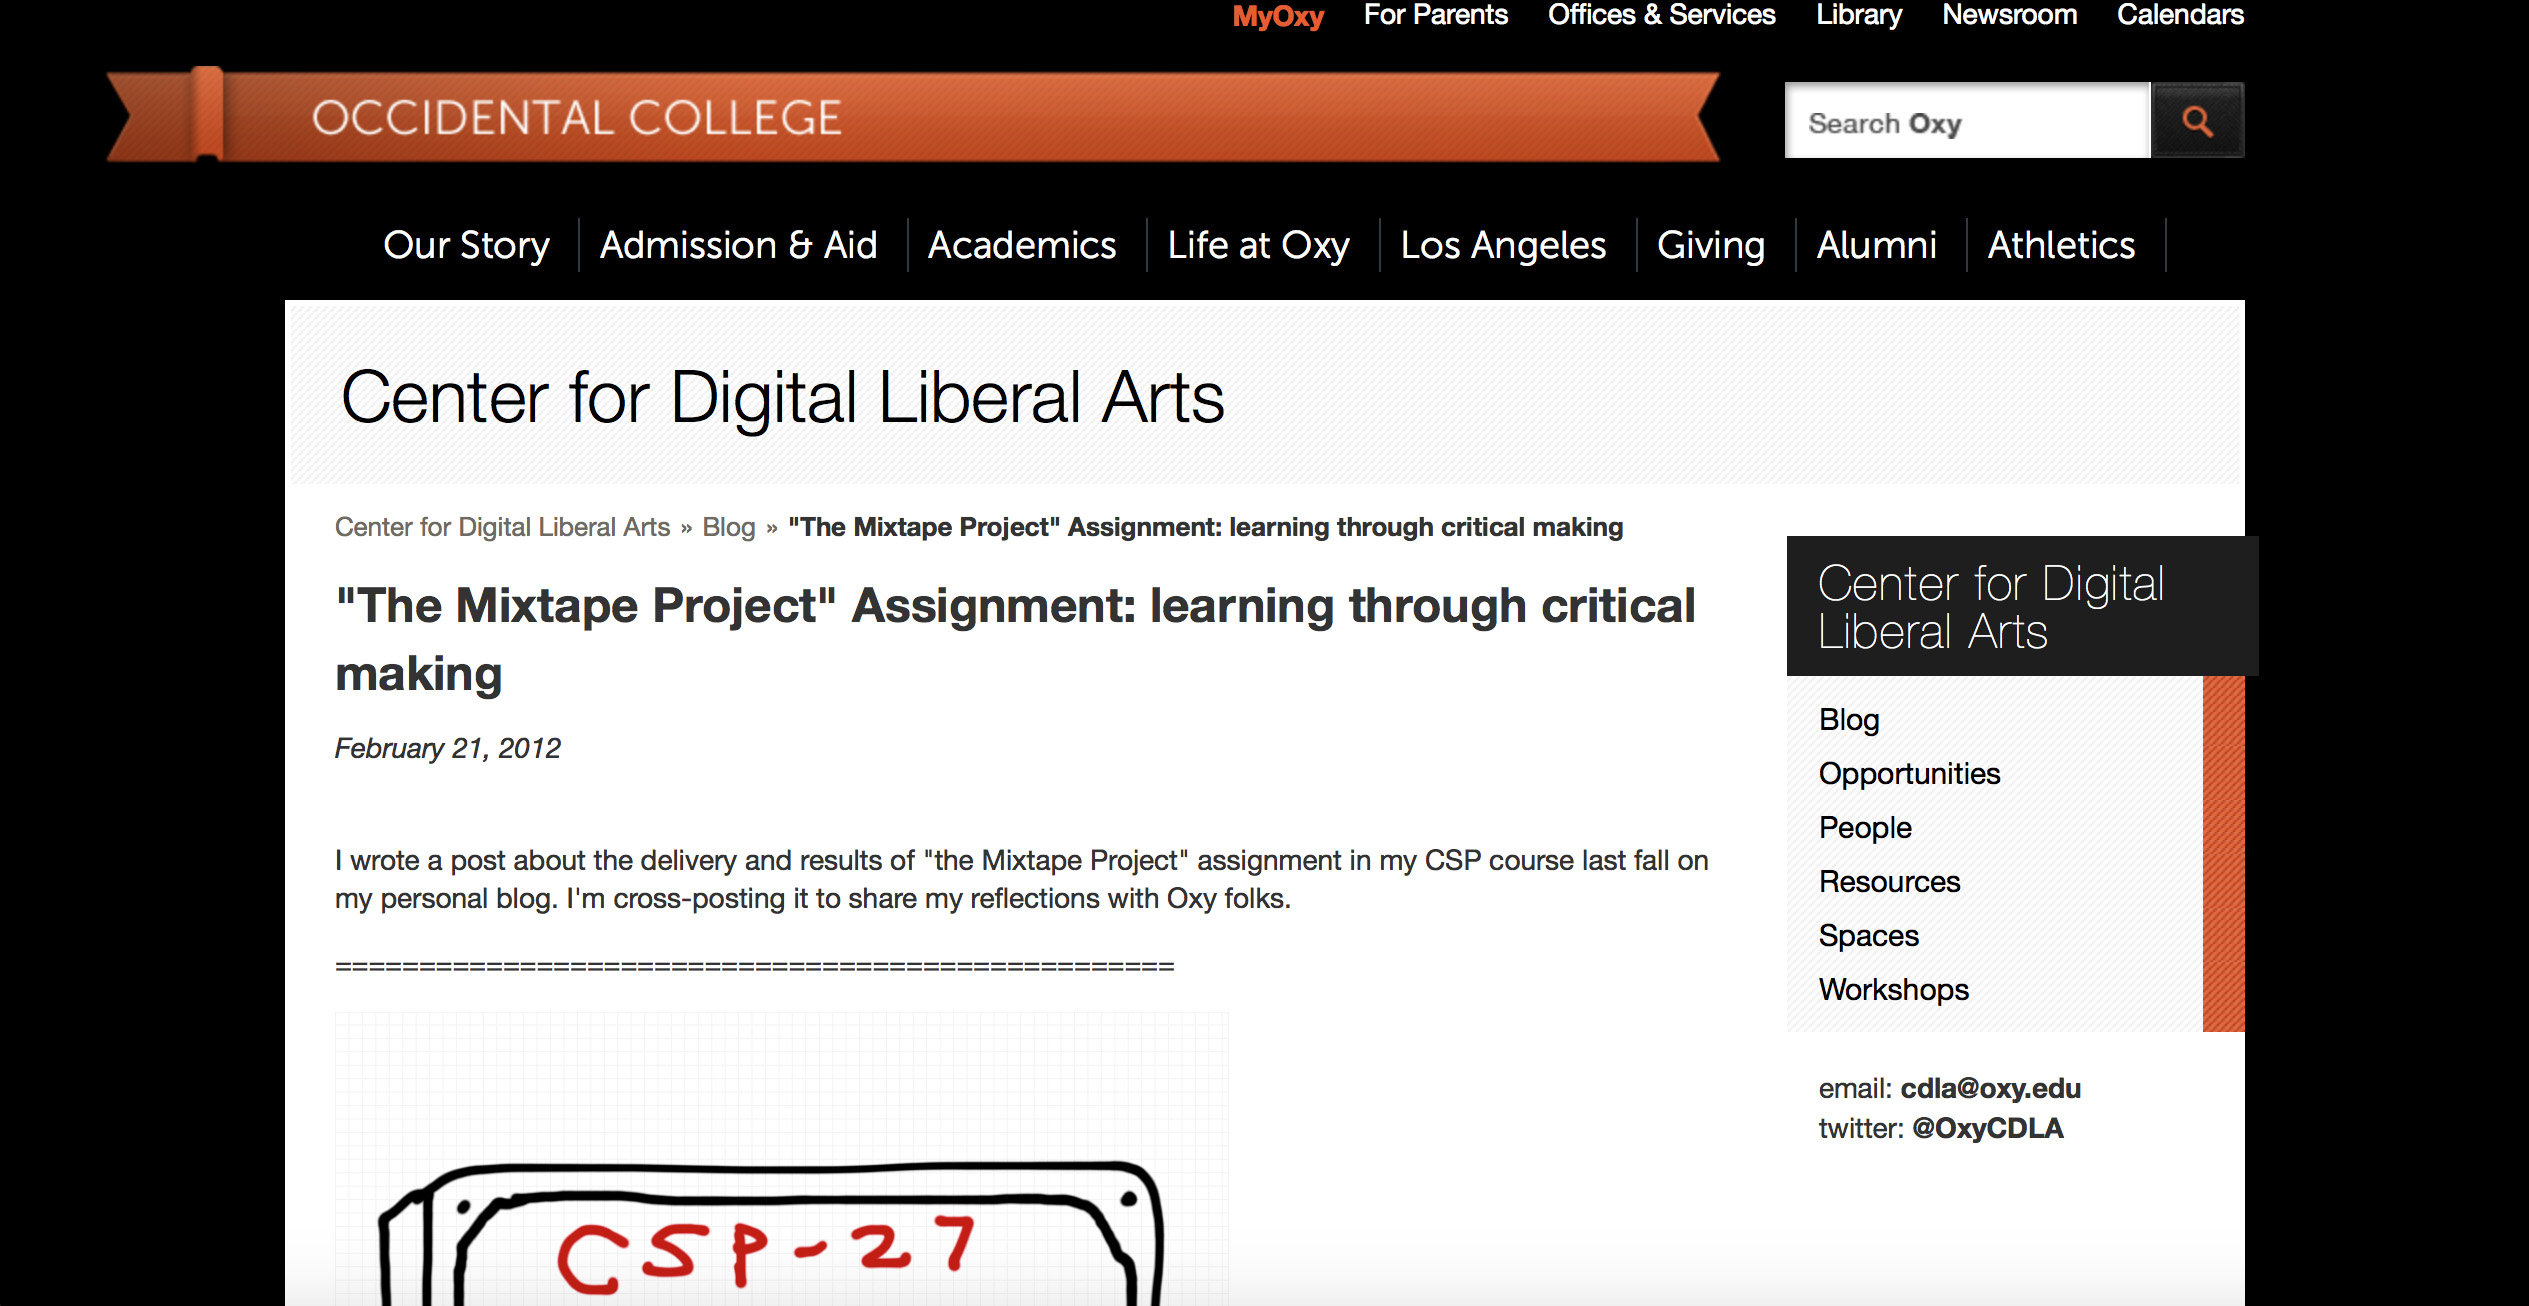 MyOxy For Parents Offices & Services Library Newsroom Calendars
OCCIDENTAL COLLEGE
Search Oxy
Our Story Admission & Aid Academics Life at Oxy Los Angeles Giving Alumni Athletics
Center for Digital Liberal Arts
Center for Digital Liberal Arts » Blog » "The Mixtape Project" Assignment: learning through critical making
"The Mixtape Project" Assignment: learning through critical
making
February 21, 2012
I wrote a post about the delivery and results of "the Mixtape Project" assignment in my CSP course last fall on
my personal blog. I'm cross-posting it to share my reflections with Oxy folks.
==================================================
CSP-27
Center for Digital
Liberal Arts
Blog
Opportunities
People
Resources
Spaces
Workshops
email: cdla@oxy.edu
twitter: @OxyCDLA